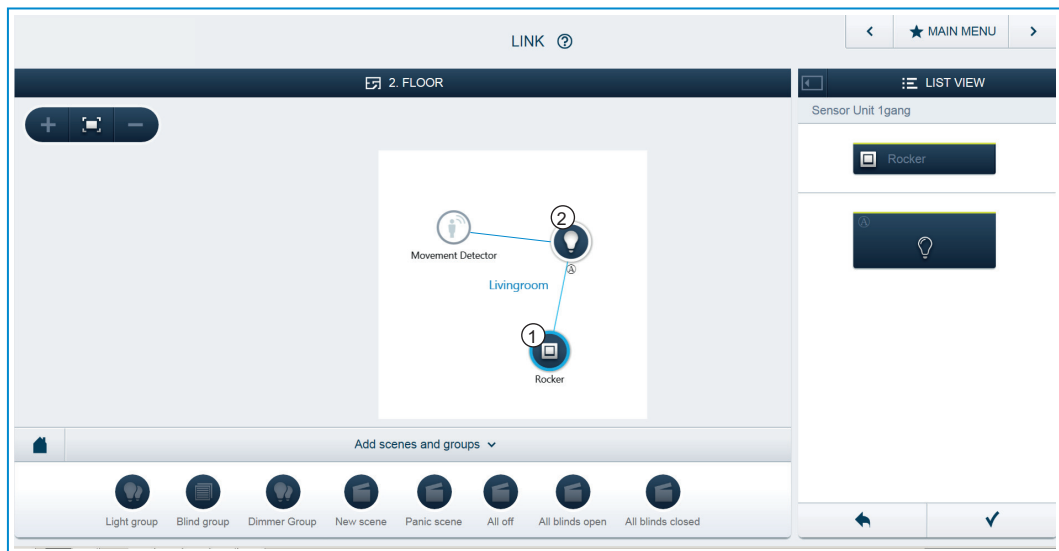 LINK ?
< MAIN MENU >
2. FLOOR
LIST VIEW
Sensor Unit 1gang
+ −
Rocker
2
Ⓐ
Movement Detector
Ⓐ
Livingroom
1
Rocker
Add scenes and groups
Light group Blind group Dimmer Group New scene Panic scene All off All blinds open All blinds closed